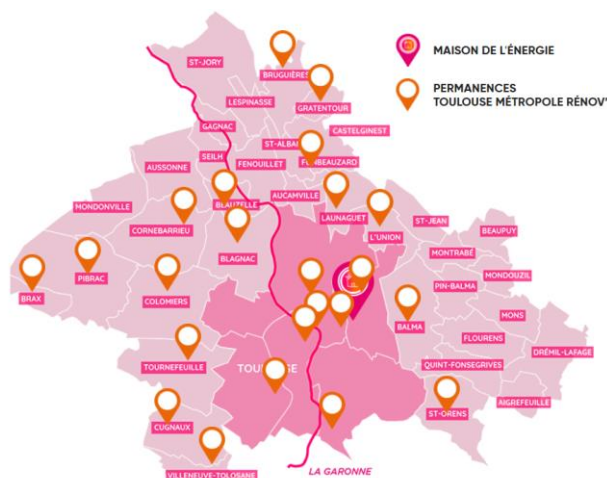 MAISON DE L'ÉNERGIE
PERMANENCES
TOULOUSE MÉTROPOLE RÉNOV'
ST-JORY
BRUGUIÈRES
LESPINASSE
GRATENTOUR
GAGNAC
CASTELGINEST
ST-ALBAN
SEILH
FENOUILLET
FONBEAUZARD
AUSSONNE
AUCAMVILLE
MONDONVILLE
BEAUZELLE
LAUNAGUET
ST-JEAN
CORNEBARRIEU
L'UNION
BEAUPUY
BLAGNAC
MONTRABÉ
PIBRAC
MONDOUZIL
BRAX
COLOMIERS
PIN-BALMA
MONS
BALMA
FLOURENS
DRÉMIL-LAFAGE
TOURNEFEUILLE
TOULOUSE
QUINT-FONSEGRIVES
AIGREFEUILLE
ST-ORENS
CUGNAUX
VILLENEUVE-TOLOSANE
LA GARONNE